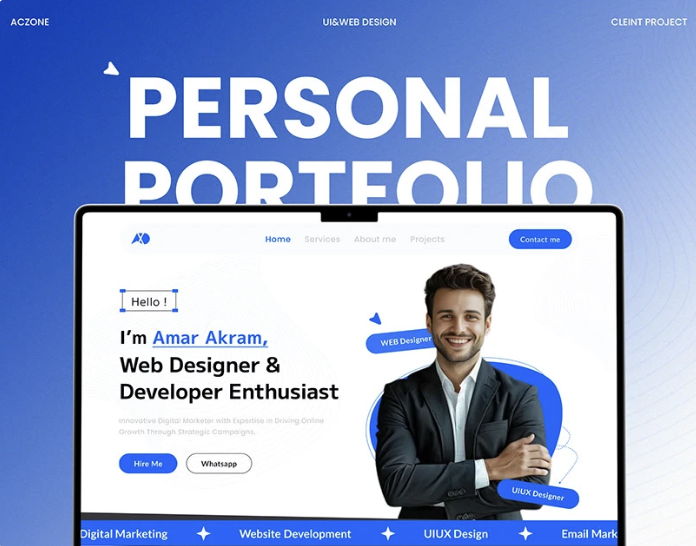 ACZONE
UI&WEB DESIGN
CLEINT PROJECT
PERSONAL
PORTFOLIO
Home
Services
About me
Projects
Contact me
Hello !
I'm Amar Akram,
Web Designer &
Developer Enthusiast
Innovative Digital Marketer with Expertise in Driving Online
Growth Through Strategic Campaigns.
Hire Me
Whatsapp
WEB Designer
UIUX Designer
Digital Marketing
Website Development
UIUX Design
Email Mark